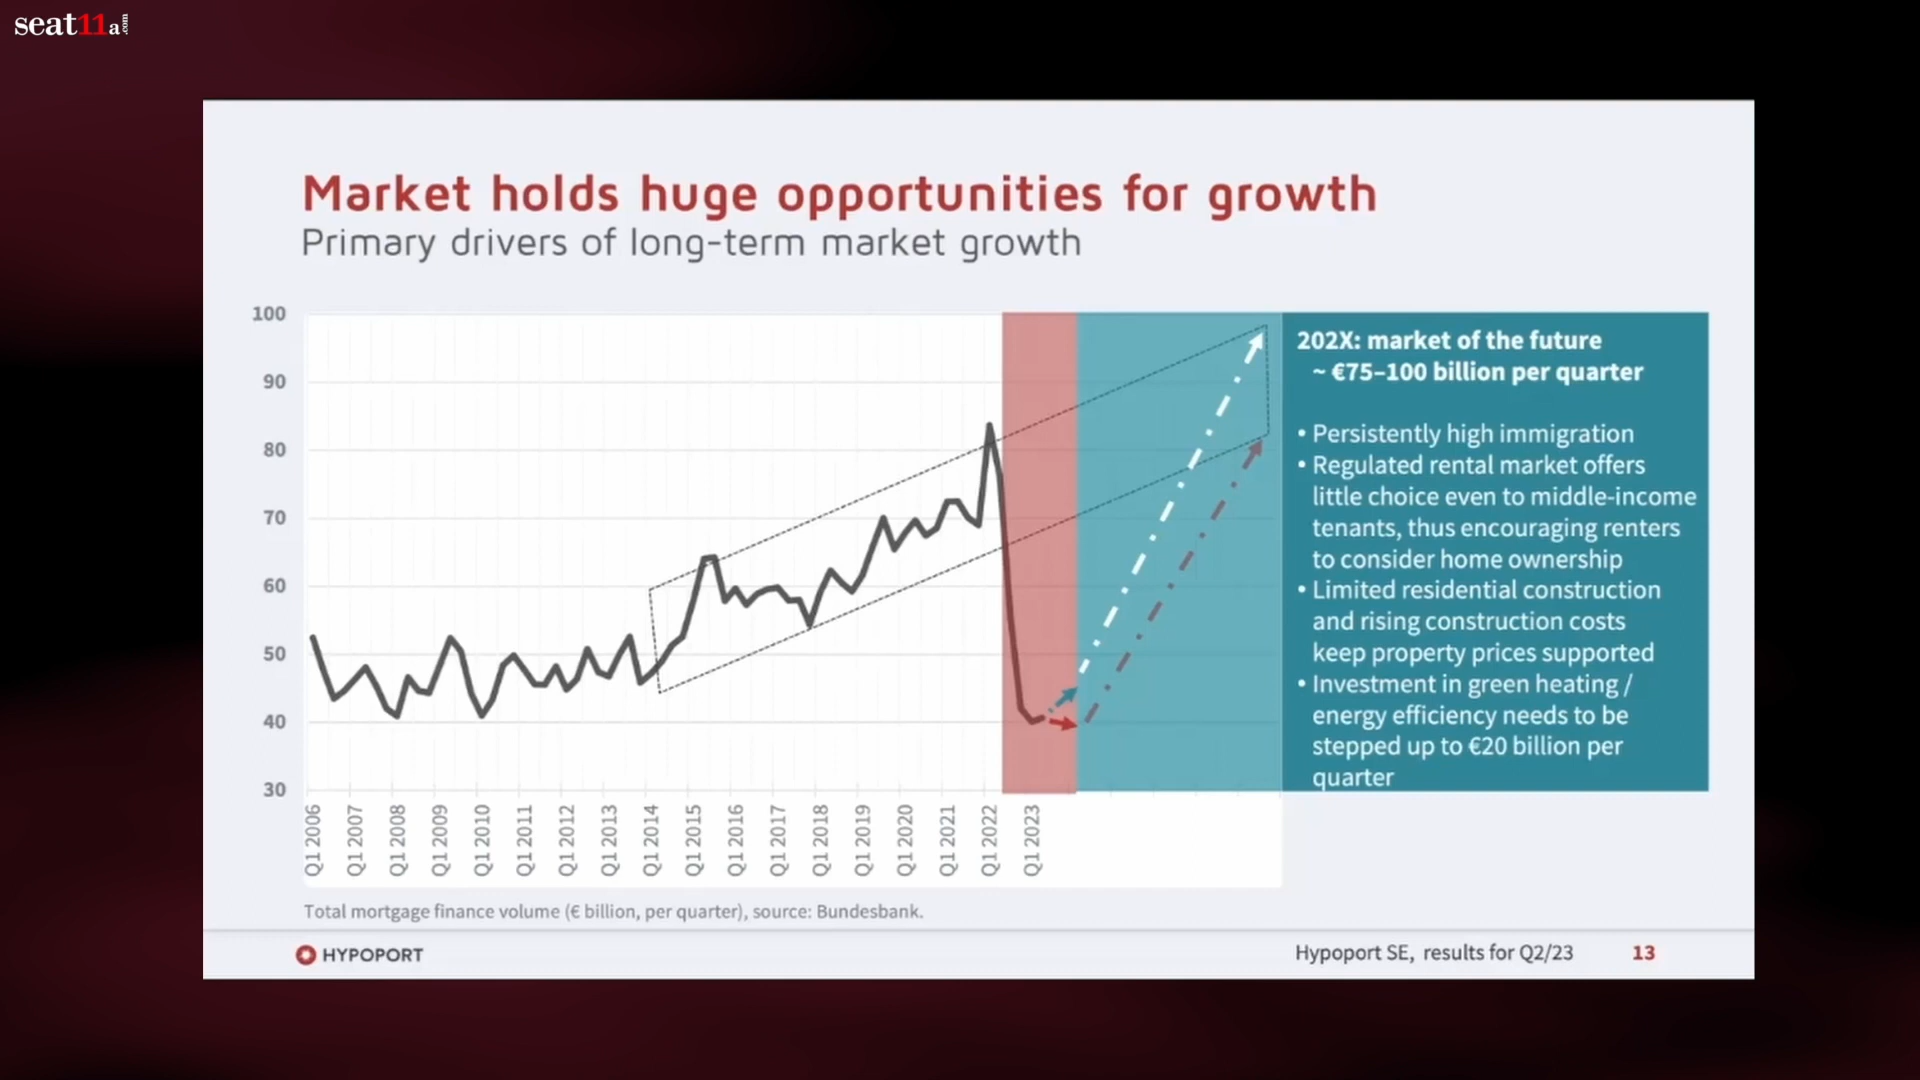 seat11a.com
Market holds huge opportunities for growth
Primary drivers of long-term market growth
100
90
80
70
60
50
40
30
Q1 2006
Q1 2007
Q1 2008
Q1 2009
Q1 2010
Q1 2011
Q1 2012
Q1 2013
Q1 2014
Q1 2015
Q1 2016
Q1 2017
Q1 2018
Q1 2019
Q1 2020
Q1 2021
Q1 2022
Q1 2023
202X: market of the future
~ €75–100 billion per quarter
• Persistently high immigration
• Regulated rental market offers
little choice even to middle-income
tenants, thus encouraging renters
to consider home ownership
• Limited residential construction
and rising construction costs
keep property prices supported
• Investment in green heating /
energy efficiency needs to be
stepped up to €20 billion per
quarter
Total mortgage finance volume (€ billion, per quarter), source: Bundesbank.
HYPOPORT
Hypoport SE, results for Q2/23
13